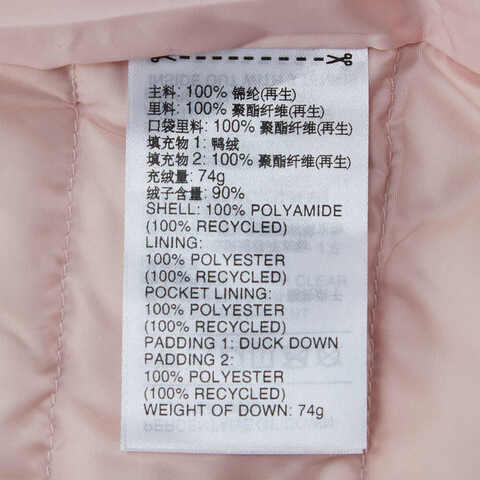 主料: 100% 锦纶(再生)
里料: 100% 聚酯纤维(再生)
口袋里料: 100% 聚酯纤维(再生)
填充物 1: 鸭绒
填充物 2: 100% 聚酯纤维(再生)
充绒量: 74g
绒子含量: 90%
SHELL: 100% POLYAMIDE
(100% RECYCLED)
LINING:
100% POLYESTER
(100% RECYCLED)
POCKET LINING:
100% POLYESTER
(100% RECYCLED)
PADDING 1: DUCK DOWN
PADDING 2:
100% POLYESTER
(100% RECYCLED)
WEIGHT OF DOWN: 74g